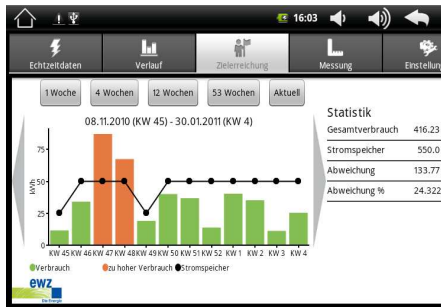 16:03
Echtzeitdaten Verlauf Zielerreichung Messung Einstellun
1 Woche 4 Wochen 12 Wochen 53 Wochen Aktuell
08.11.2010 (KW 45) - 30.01.2011 (KW 4)
kWh
75
50
25
0
KW 45 KW 46 KW 47 KW 48 KW 49 KW 50 KW 51 KW 52 KW 1 KW 2 KW 3 KW 4
Verbrauch zu hoher Verbrauch Stromspeicher
Statistik
Gesamtverbrauch 416.23
Stromspeicher 550.0
Abweichung 133.77
Abweichung % 24.322
ewz
Die Energie